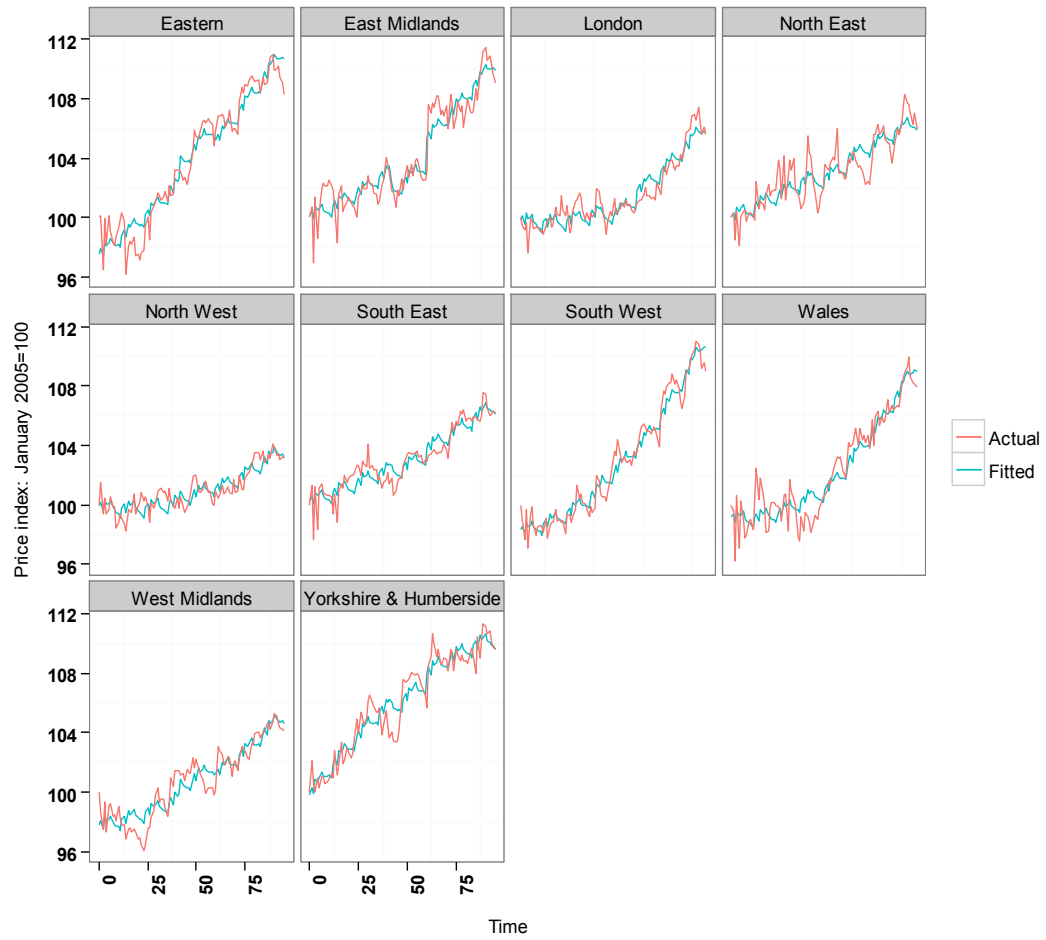 Eastern East Midlands London North East
112
108
104
100
96
North West South East South West Wales
112
108
104
100
96
West Midlands Yorkshire & Humberside
112
108
104
100
96
0 25 50 75 0 25 50 75
Time
Price index: January 2005=100
Actual
Fitted